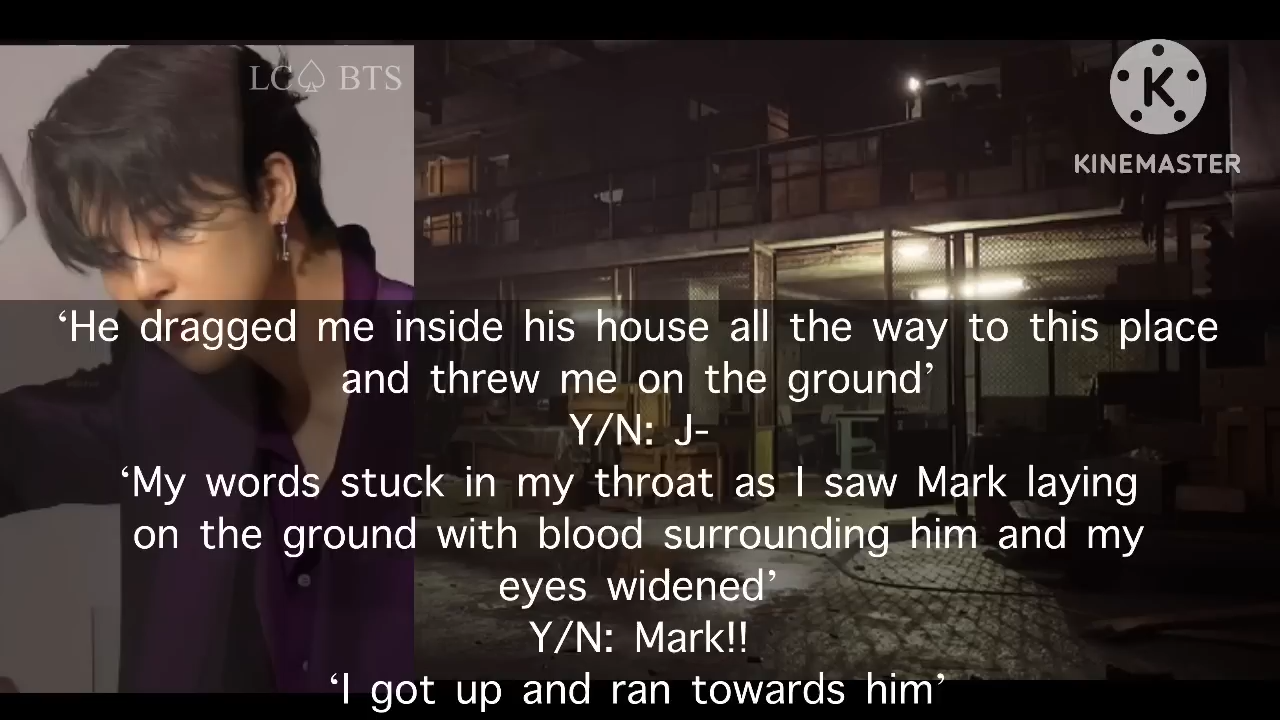 LC♤ BTS
K
KINEMASTER
‘He dragged me inside his house all the way to this place
and threw me on the ground’
Y/N: J-
‘My words stuck in my throat as I saw Mark laying
on the ground with blood surrounding him and my
eyes widened’
Y/N: Mark!!
‘I got up and ran towards him’